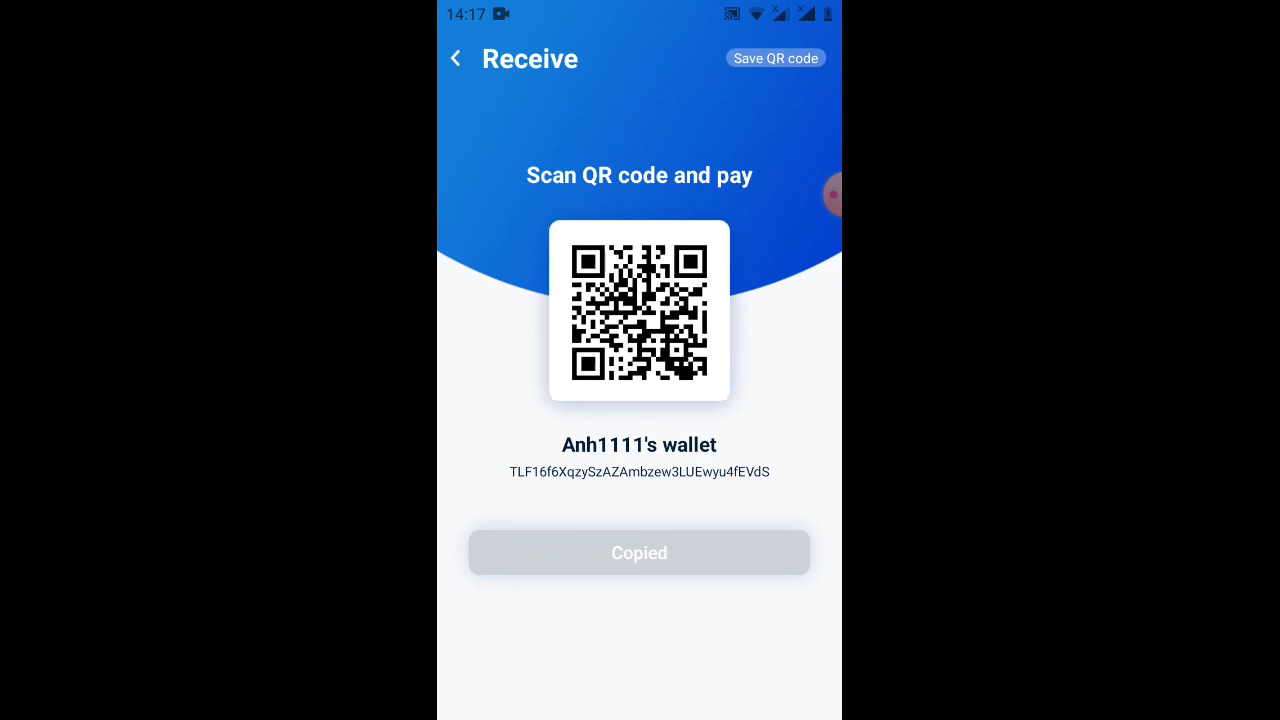 14:17
Receive
Save QR code
Scan QR code and pay
Anh1111's wallet
TLF16f6XqzySzAZAmbzew3LUEwyu4fEVdS
Copied